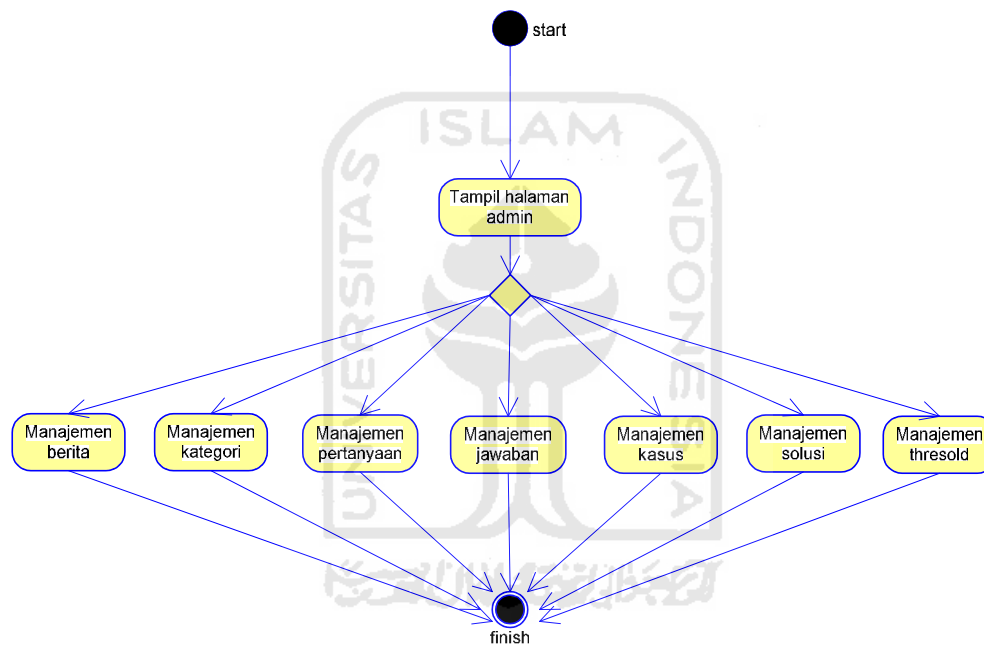 start
ISLAM
UNIVERSITAS
INDONESIA
Tampil halaman
admin
Manajemen
berita
Manajemen
kategori
Manajemen
pertanyaan
Manajemen
jawaban
Manajemen
kasus
Manajemen
solusi
Manajemen
thresold
finish